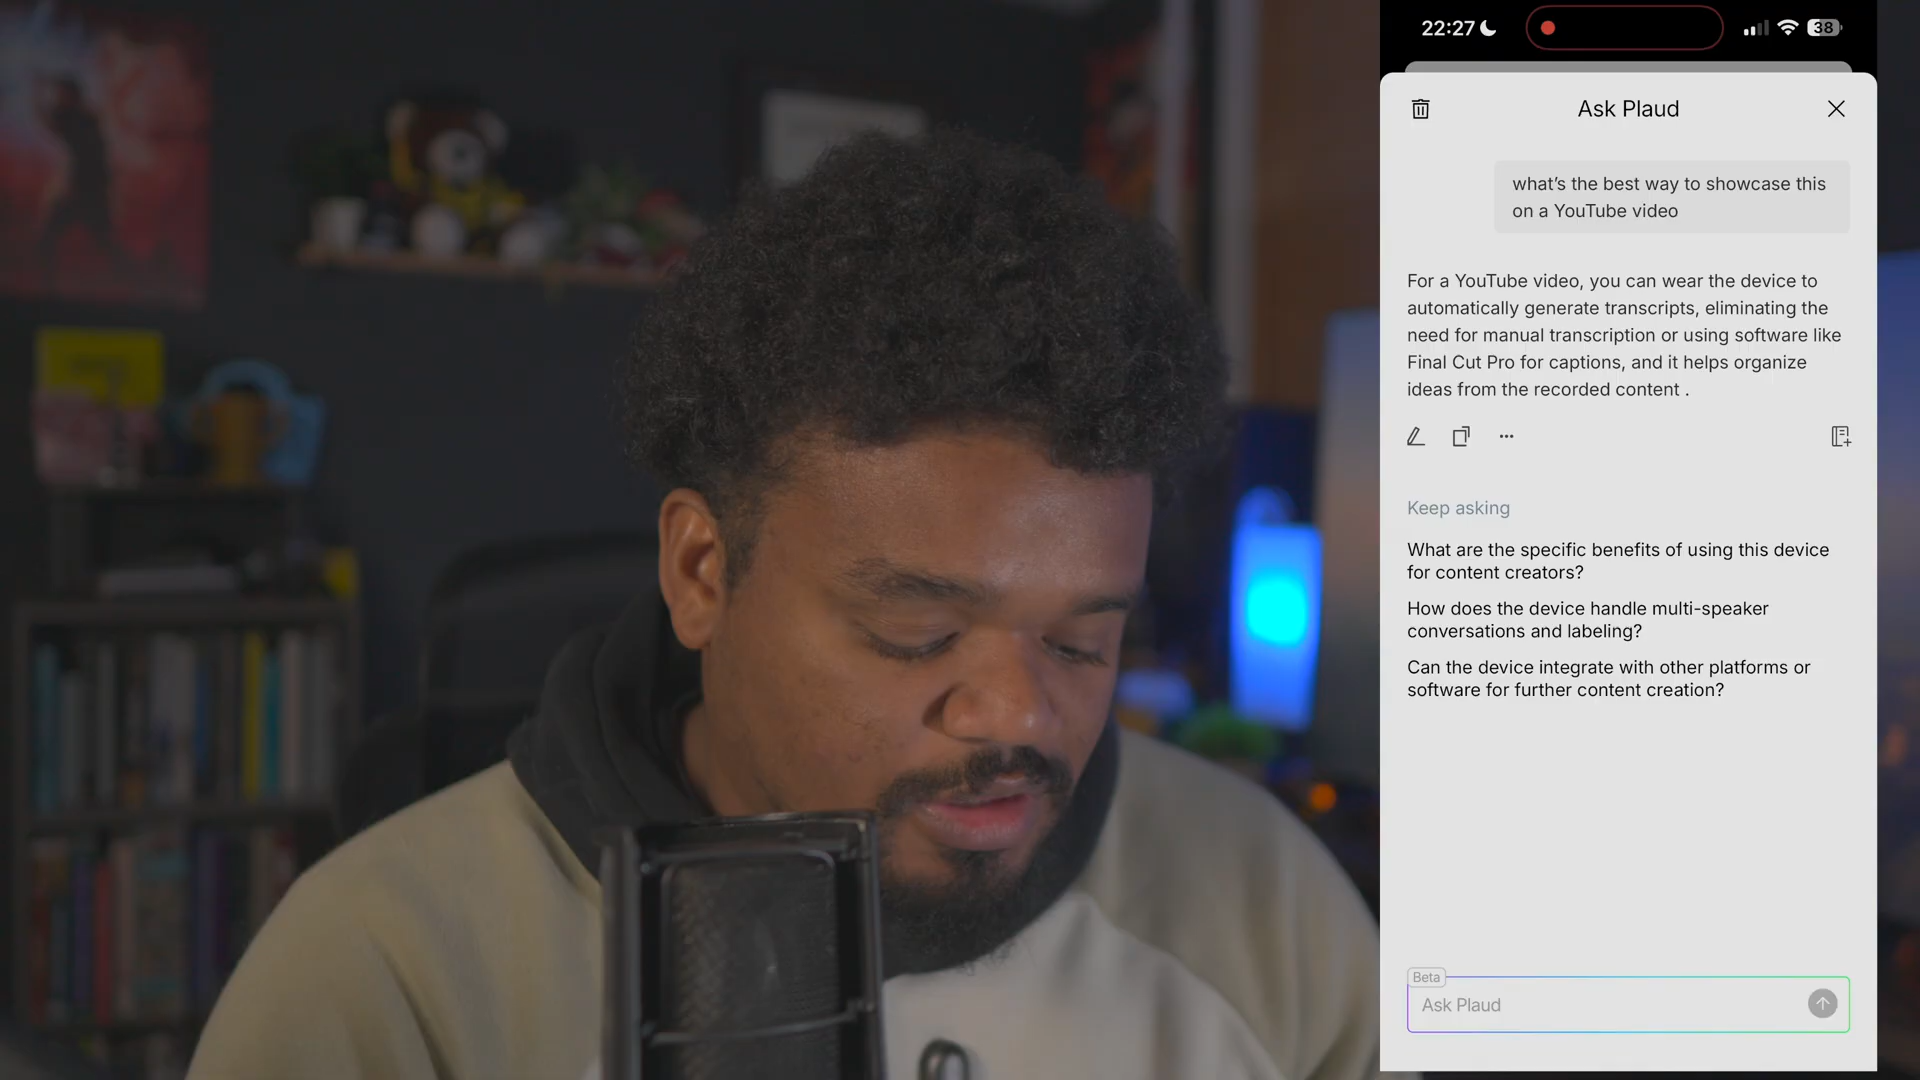 22:27
38
Ask Plaud
what's the best way to showcase this
on a YouTube video
For a YouTube video, you can wear the device to
automatically generate transcripts, eliminating the
need for manual transcription or using software like
Final Cut Pro for captions, and it helps organize
ideas from the recorded content .
Keep asking
What are the specific benefits of using this device
for content creators?
How does the device handle multi-speaker
conversations and labeling?
Can the device integrate with other platforms or
software for further content creation?
Beta
Ask Plaud